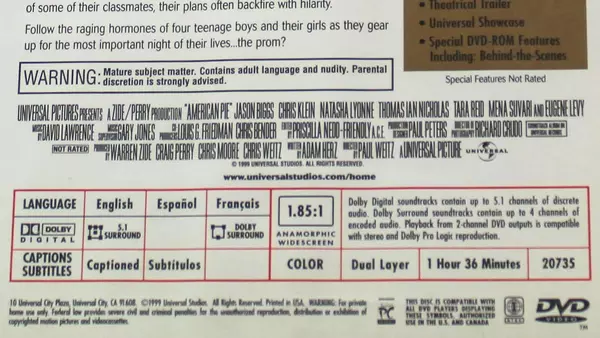 of some of their classmates, their plans often backfire with hilarity.
Follow the raging hormones of four teenage boys and their girls as they gear
up for the most important night of their lives...the prom?
• Theatrical Trailer
• Universal Showcase
• Special DVD-ROM Features
Including: Behind-the-Scenes
Special Features Not Rated
WARNING: Mature subject matter. Contains adult language and nudity. Parental
discretion is strongly advised.
UNIVERSAL PICTURES PRESENTS A ZIDE/PERRY PRODUCTION "AMERICAN PIE" JASON BIGGS CHRIS KLEIN NATASHA LYONNE THOMAS IAN NICHOLAS TARA REID MENA SUVARI AND EUGENE LEVY
MUSIC BY DAVID LAWRENCE MUSIC SUPERVISION GARY JONES LOUIS G. FRIEDMAN CHRIS BENDER PRISCILLA NEDD-FRIENDLY A.C.E. PRODUCTION DESIGN PAUL PETERS DIRECTOR OF PHOTOGRAPHY RICHARD CRUDO
NOT RATED PRODUCED BY WARREN ZIDE CRAIG PERRY CHRIS MOORE CHRIS WEITZ WRITTEN BY ADAM HERZ DIRECTED BY PAUL WEITZ A UNIVERSAL PICTURE UNIVERSAL
© 1999 UNIVERSAL STUDIOS. ALL RIGHTS RESERVED.
www.universalstudios.com/home
LANGUAGE English Español Français
DOLBY DIGITAL 5.1 SURROUND DOLBY SURROUND
CAPTIONS SUBTITLES Captioned Subtitulos
1.85:1
ANAMORPHIC
WIDESCREEN
Dolby Digital soundtracks contain up to 5.1 channels of discrete
audio. Dolby Surround soundtracks contain up to 4 channels of
encoded audio. Playback from 2-channel DVD outputs is compatible
with stereo and Dolby Pro Logic reproduction.
COLOR Dual Layer 1 Hour 36 Minutes 20735
10 Universal City Plaza, Universal City, CA 91608. ©1999 Universal Studios. All Rights Reserved. Printed in USA. WARNING: For private
home use only. Federal law provides severe civil and criminal penalties for the unauthorized reproduction, distribution or exhibition of
copyrighted motion pictures and videocassettes.
THIS DISC IS COMPATIBLE WITH
ALL DVD PLAYERS DISPLAYING
THESE SYMBOLS. AUTHORIZED
USE IN THE U.S. AND CANADA
DVD
VIDEO
TM